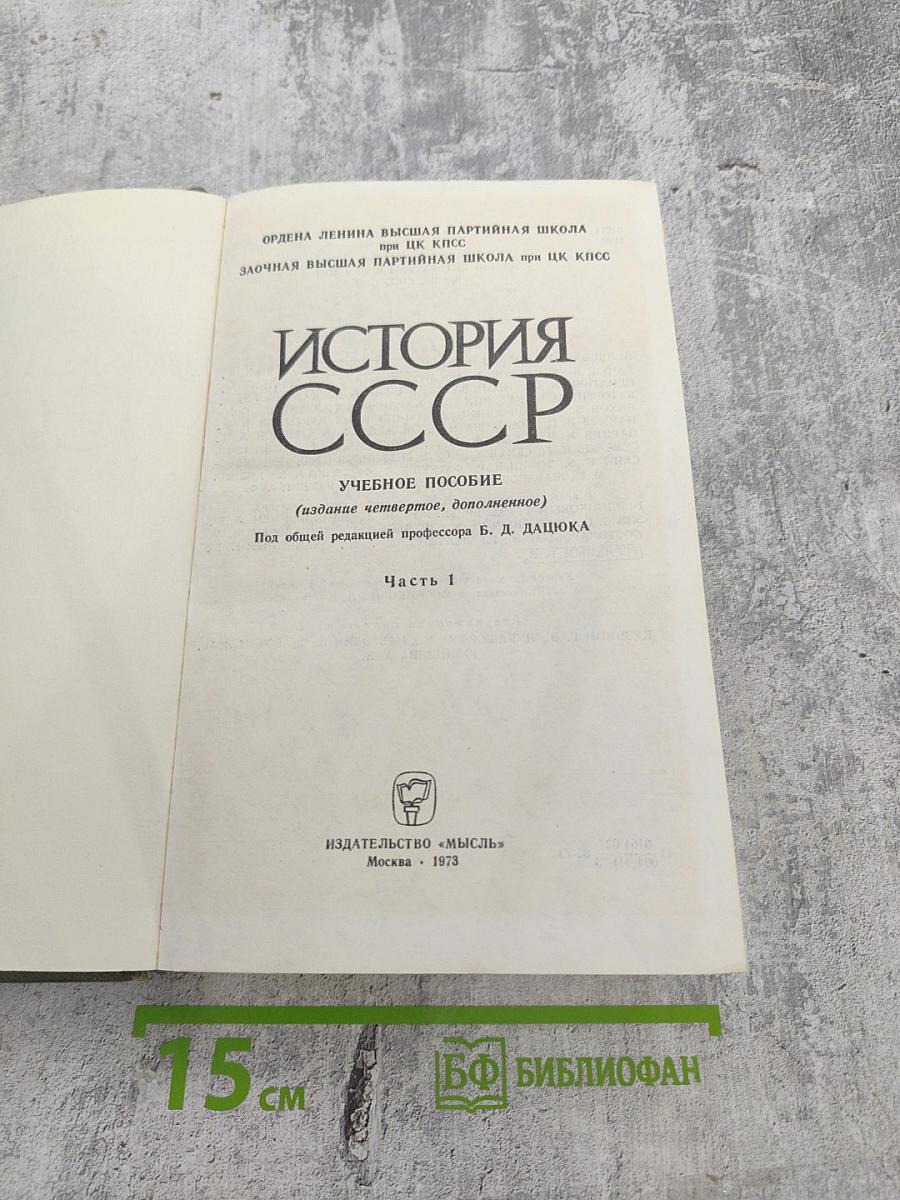 ОРДЕНА ЛЕНИНА ВЫСШАЯ ПАРТИЙНАЯ ШКОЛА
при ЦК КПСС
ЗАОЧНАЯ ВЫСШАЯ ПАРТИЙНАЯ ШКОЛА при ЦК КПСС
ИСТОРИЯ
СССР
УЧЕБНОЕ ПОСОБИЕ
(издание четвертое, дополненное)
Под общей редакцией профессора Б. Д. ДАЦЮКА
Часть 1
ИЗДАТЕЛЬСТВО «МЫСЛЬ»
Москва · 1973
15 см
БФ БИБЛИОФАН